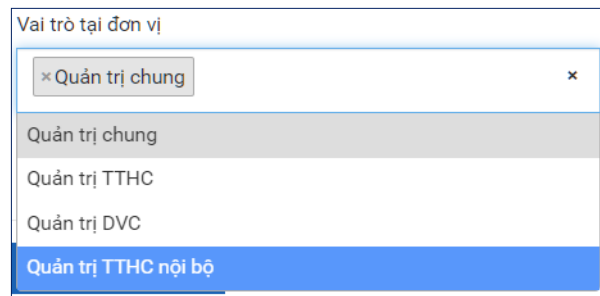 Vai trò tại đơn vị
×Quản trị chung ×
Quản trị chung
Quản trị TTHC
Quản trị DVC
Quản trị TTHC nội bộ